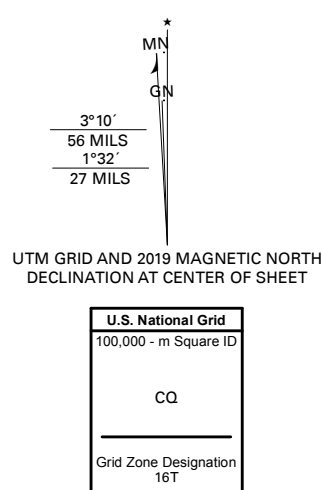 MN
GN
3°10´
56 MILS
1°32´
27 MILS
UTM GRID AND 2019 MAGNETIC NORTH
DECLINATION AT CENTER OF SHEET
U.S. National Grid
100,000 - m Square ID
CQ
Grid Zone Designation
16T